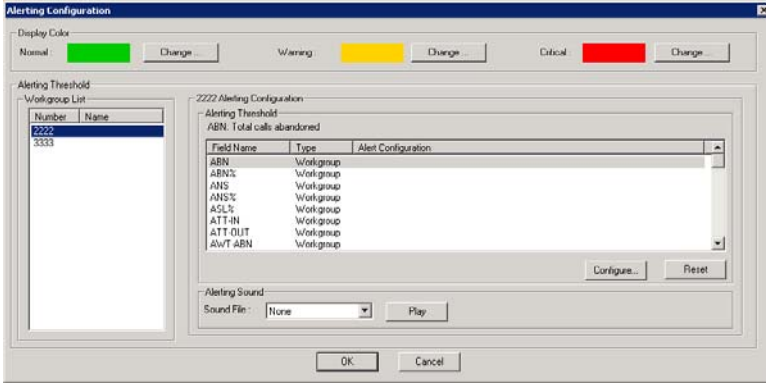 Alerting Configuration
Display Color
Normal : Change ... Warning : Change ... Critical : Change ...
Alerting Threshold
Workgroup List
Number Name
2222
3333
2222 Alerting Configuration
Alerting Threshold
ABN: Total calls abandoned
Field Name Type Alert Configuration
ABN Workgroup
ABN% Workgroup
ANS Workgroup
ANS% Workgroup
ASL% Workgroup
ATT-IN Workgroup
ATT-OUT Workgroup
AWT-ABN Workgroup
Configure... Reset
Alerting Sound
Sound File : None Play
OK Cancel